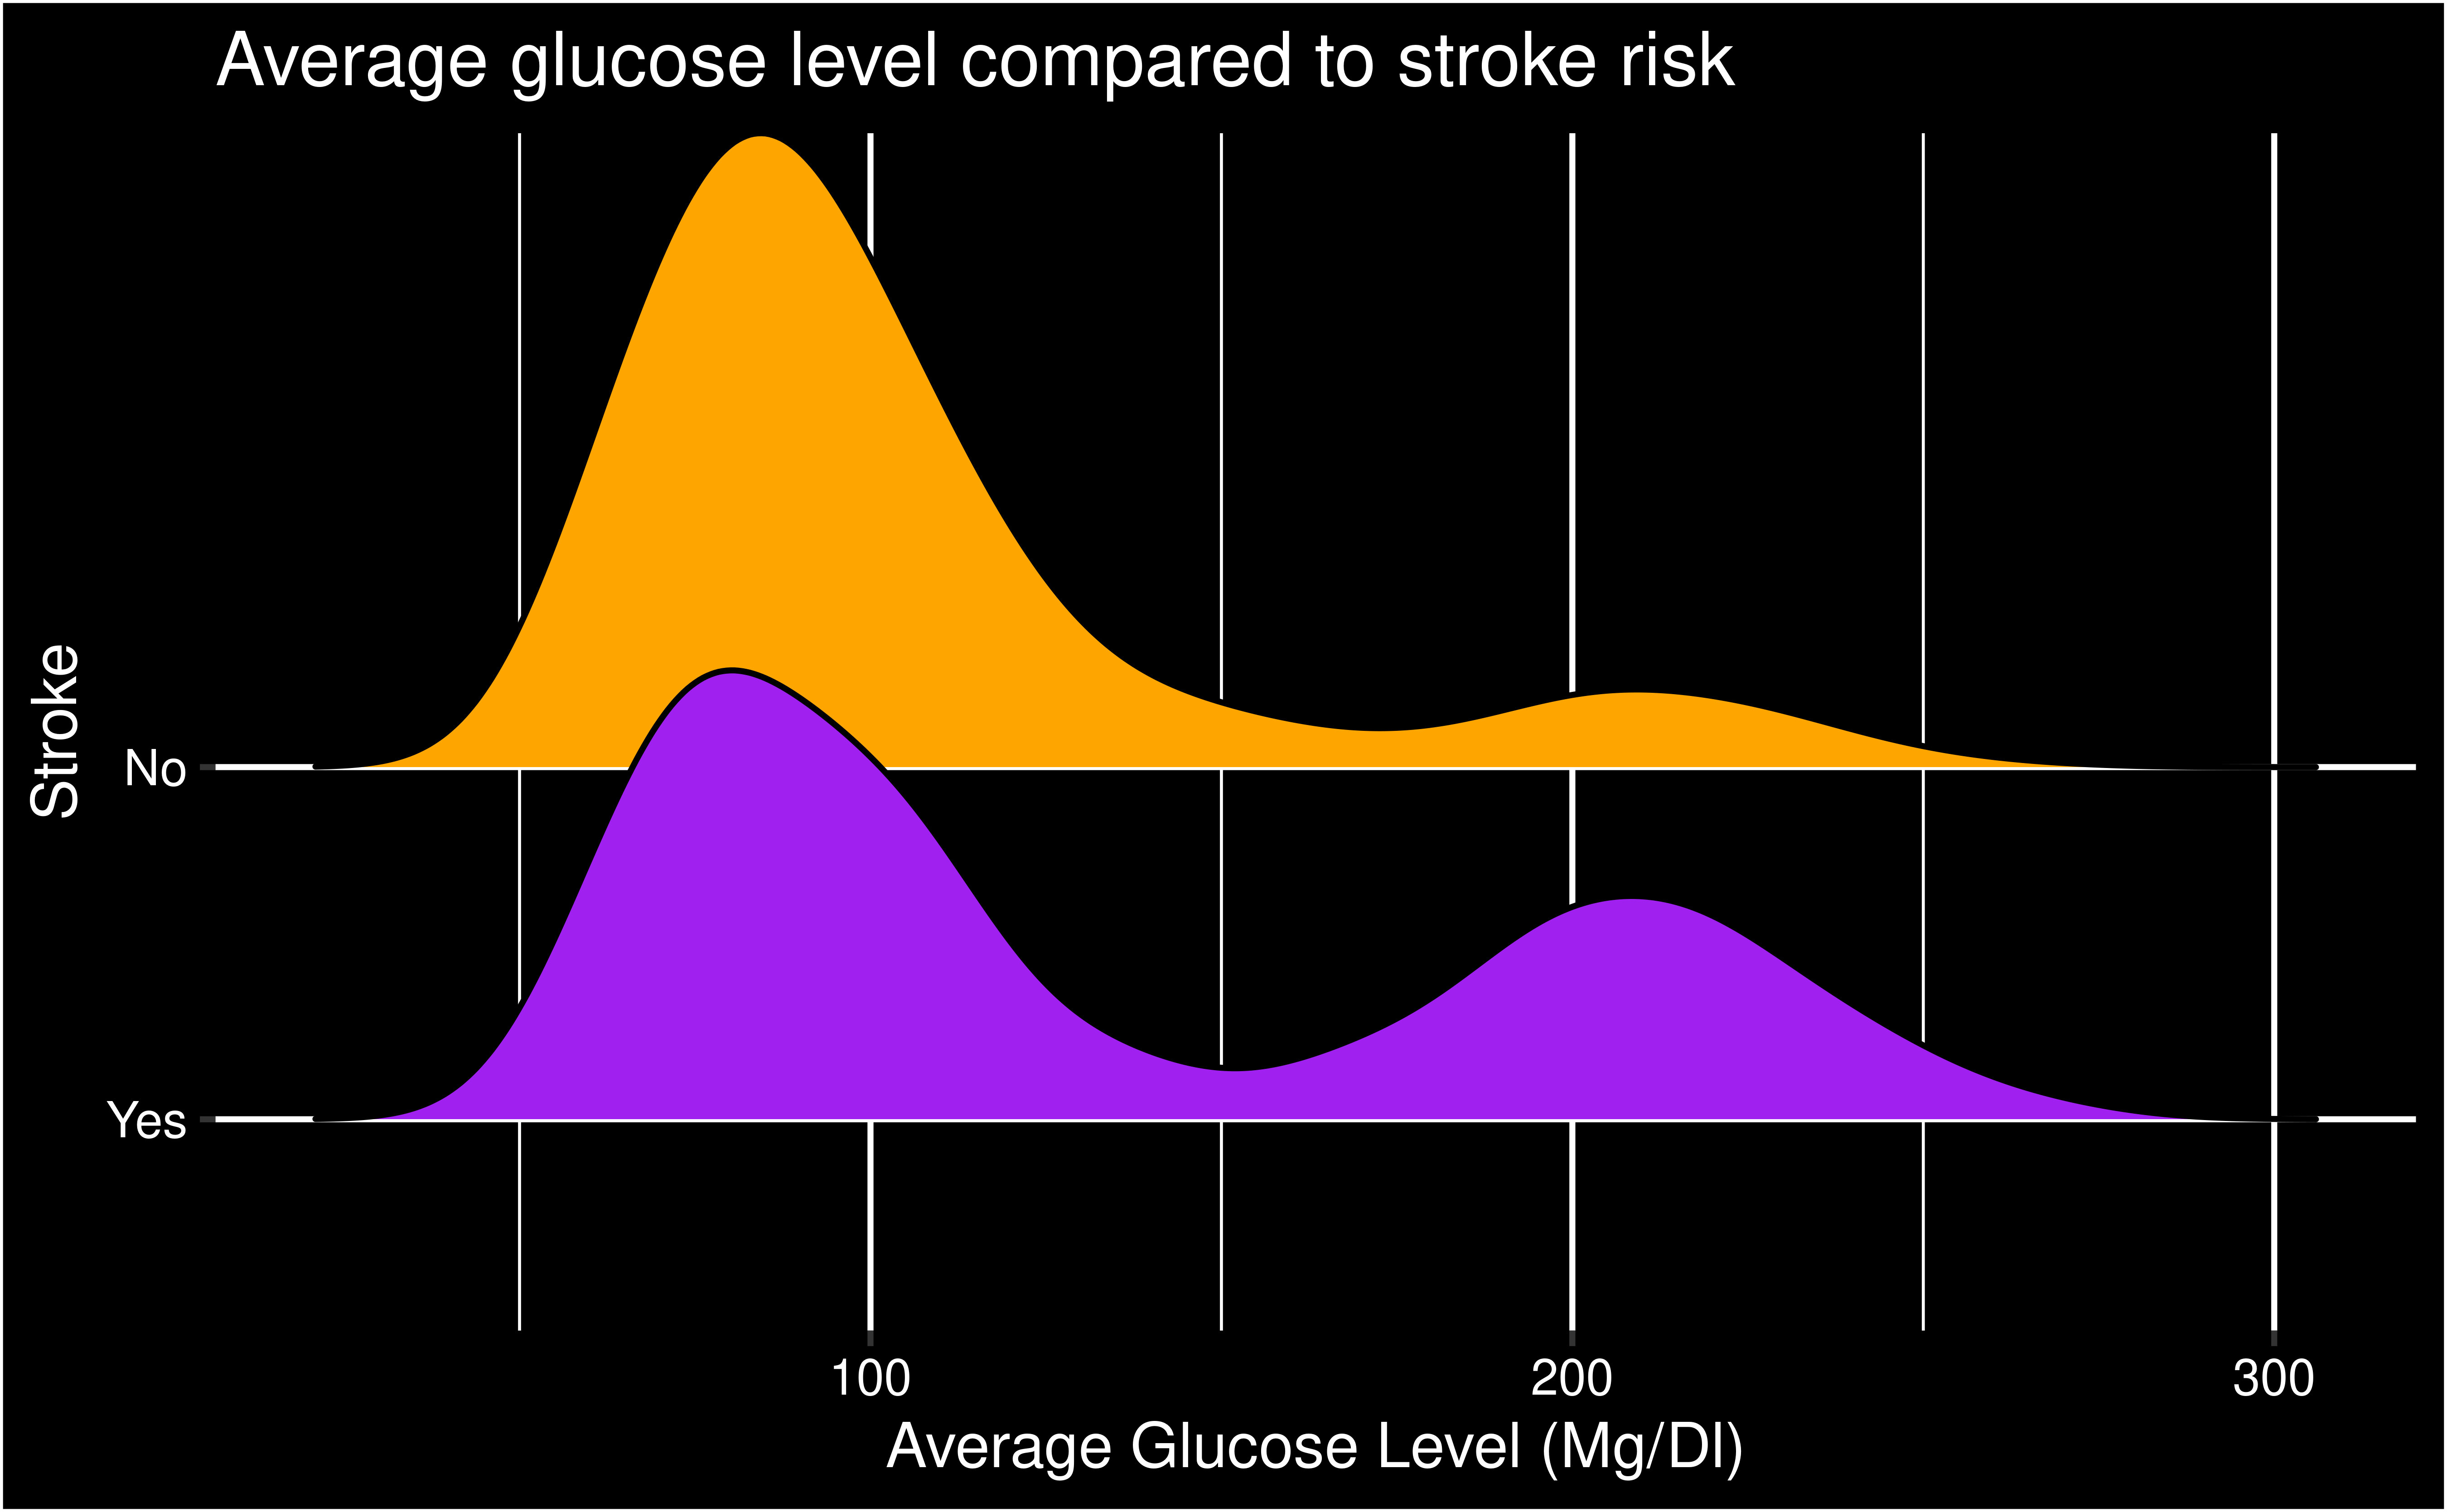 Average glucose level compared to stroke risk
Stroke
No
Yes
100
200
300
Average Glucose Level (Mg/Dl)